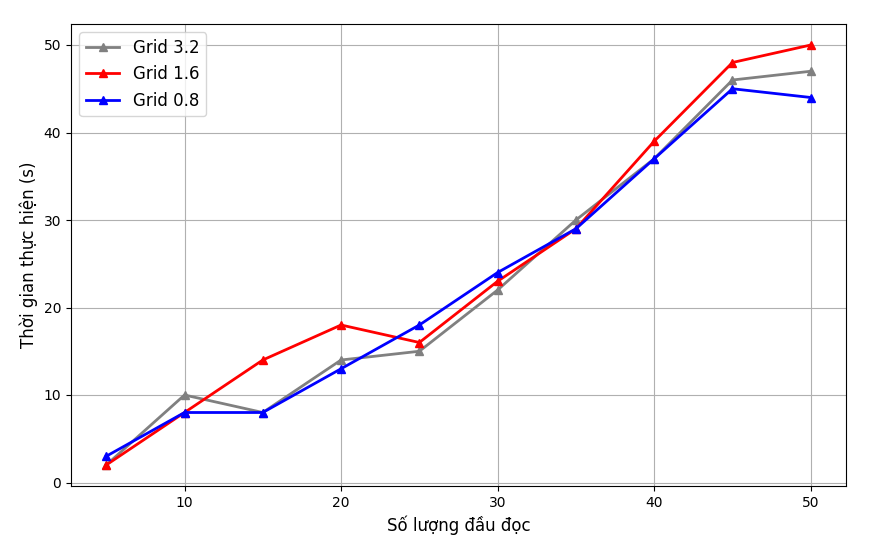 Grid 3.2
Grid 1.6
Grid 0.8
50
40
30
20
10
0
Thời gian thực hiện (s)
10 20 30 40 50
Số lượng đầu đọc